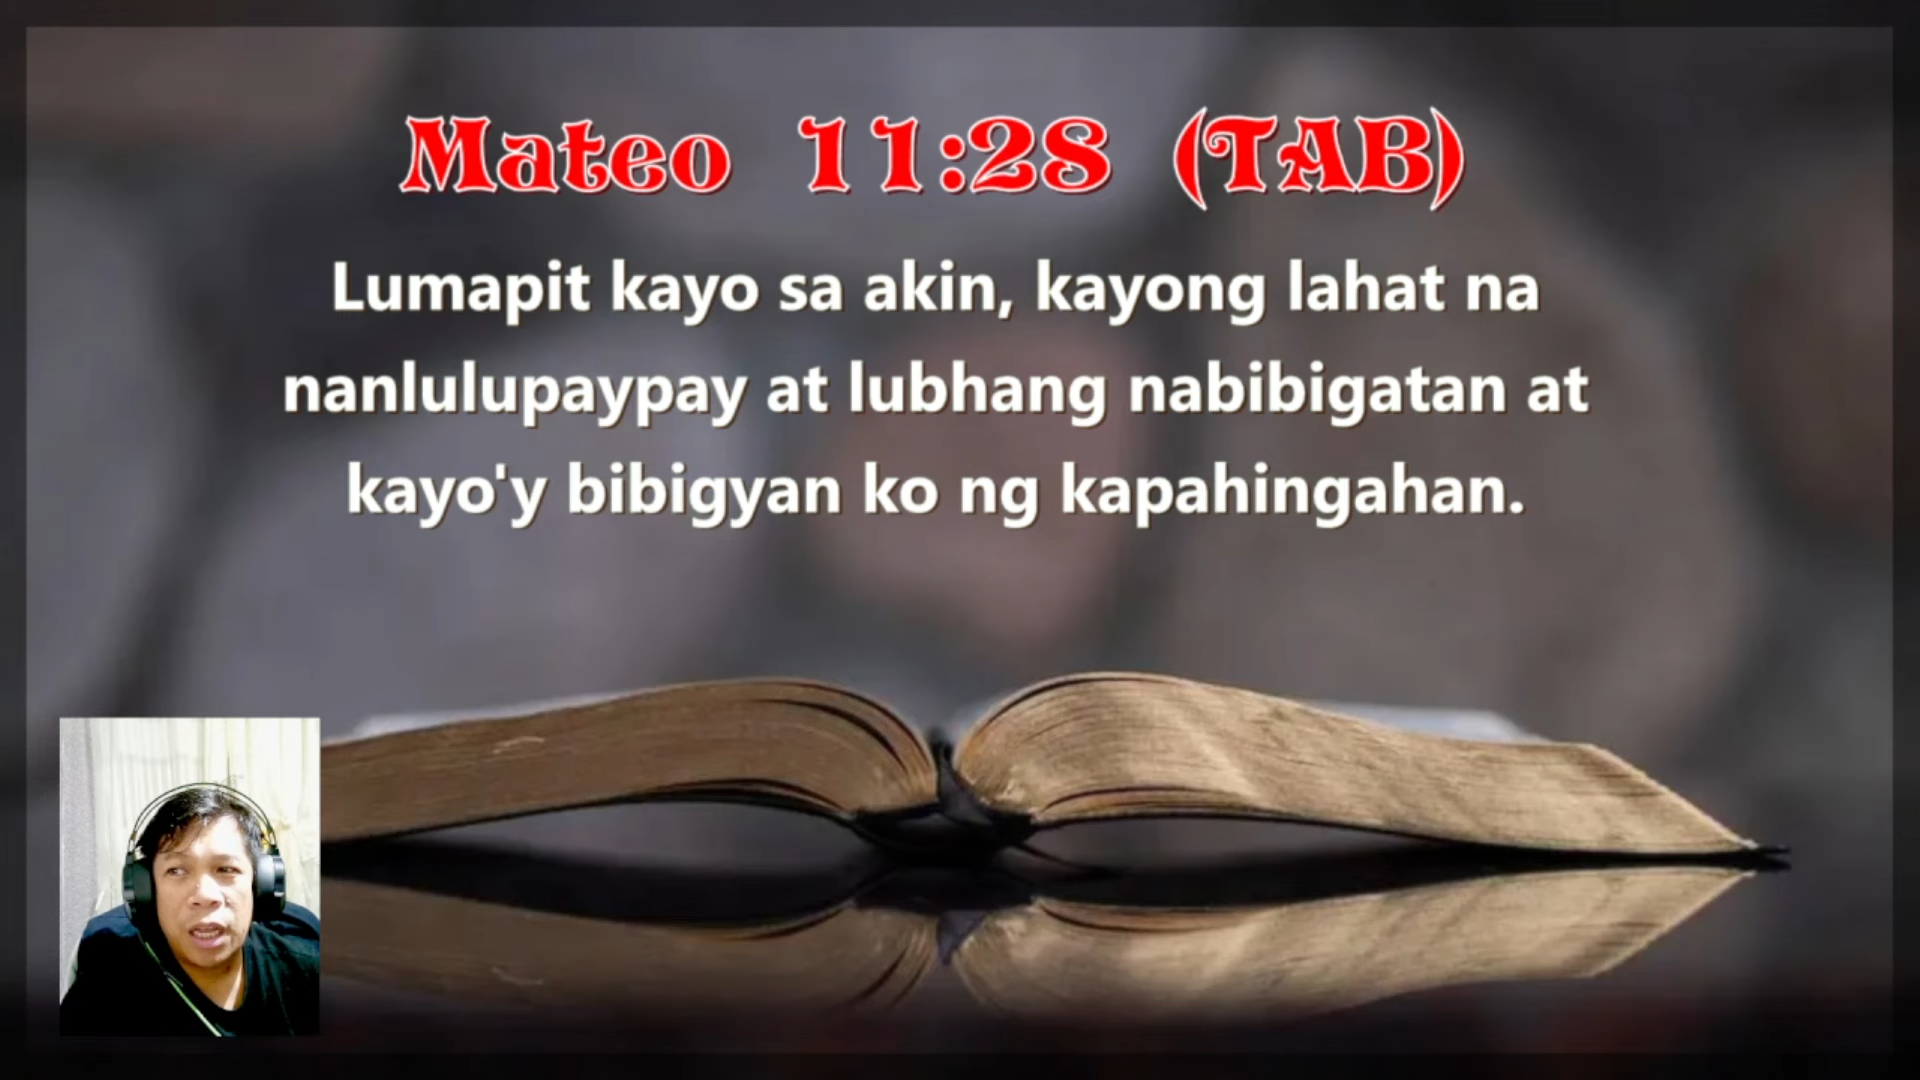 Mateo 11:28 (TAB)
Lumapit kayo sa akin, kayong lahat na
nanlulupaypay at lubhang nabibigatan at
kayo'y bibigyan ko ng kapahingahan.